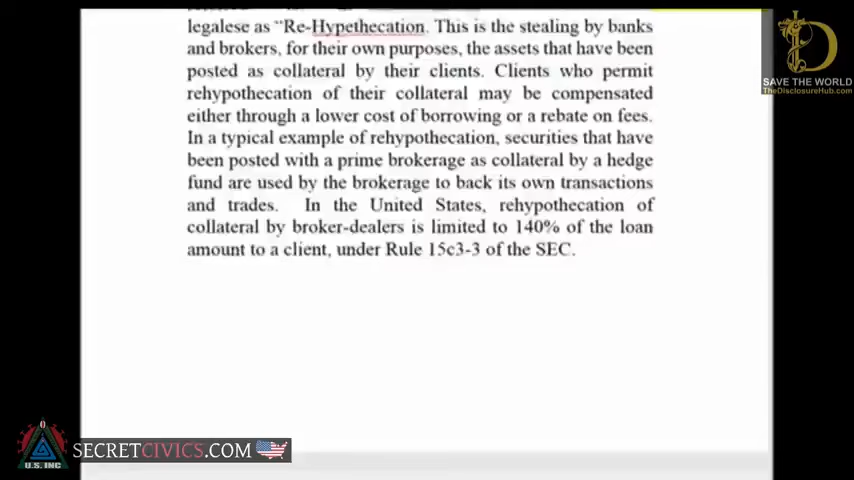 legalese as "Re-Hypethecation. This is the stealing by banks
and brokers, for their own purposes, the assets that have been
posted as collateral by their clients. Clients who permit
rehypothecation of their collateral may be compensated
either through a lower cost of borrowing or a rebate on fees.
In a typical example of rehypothecation, securities that have
been posted with a prime brokerage as collateral by a hedge
fund are used by the brokerage to back its own transactions
and trades. In the United States, rehypothecation of
collateral by broker-dealers is limited to 140% of the loan
amount to a client, under Rule 15c3-3 of the SEC.
D
SAVE THE WORLD
TheDisclosureHub.com
U.S. INC
SECRETCIVICS.COM